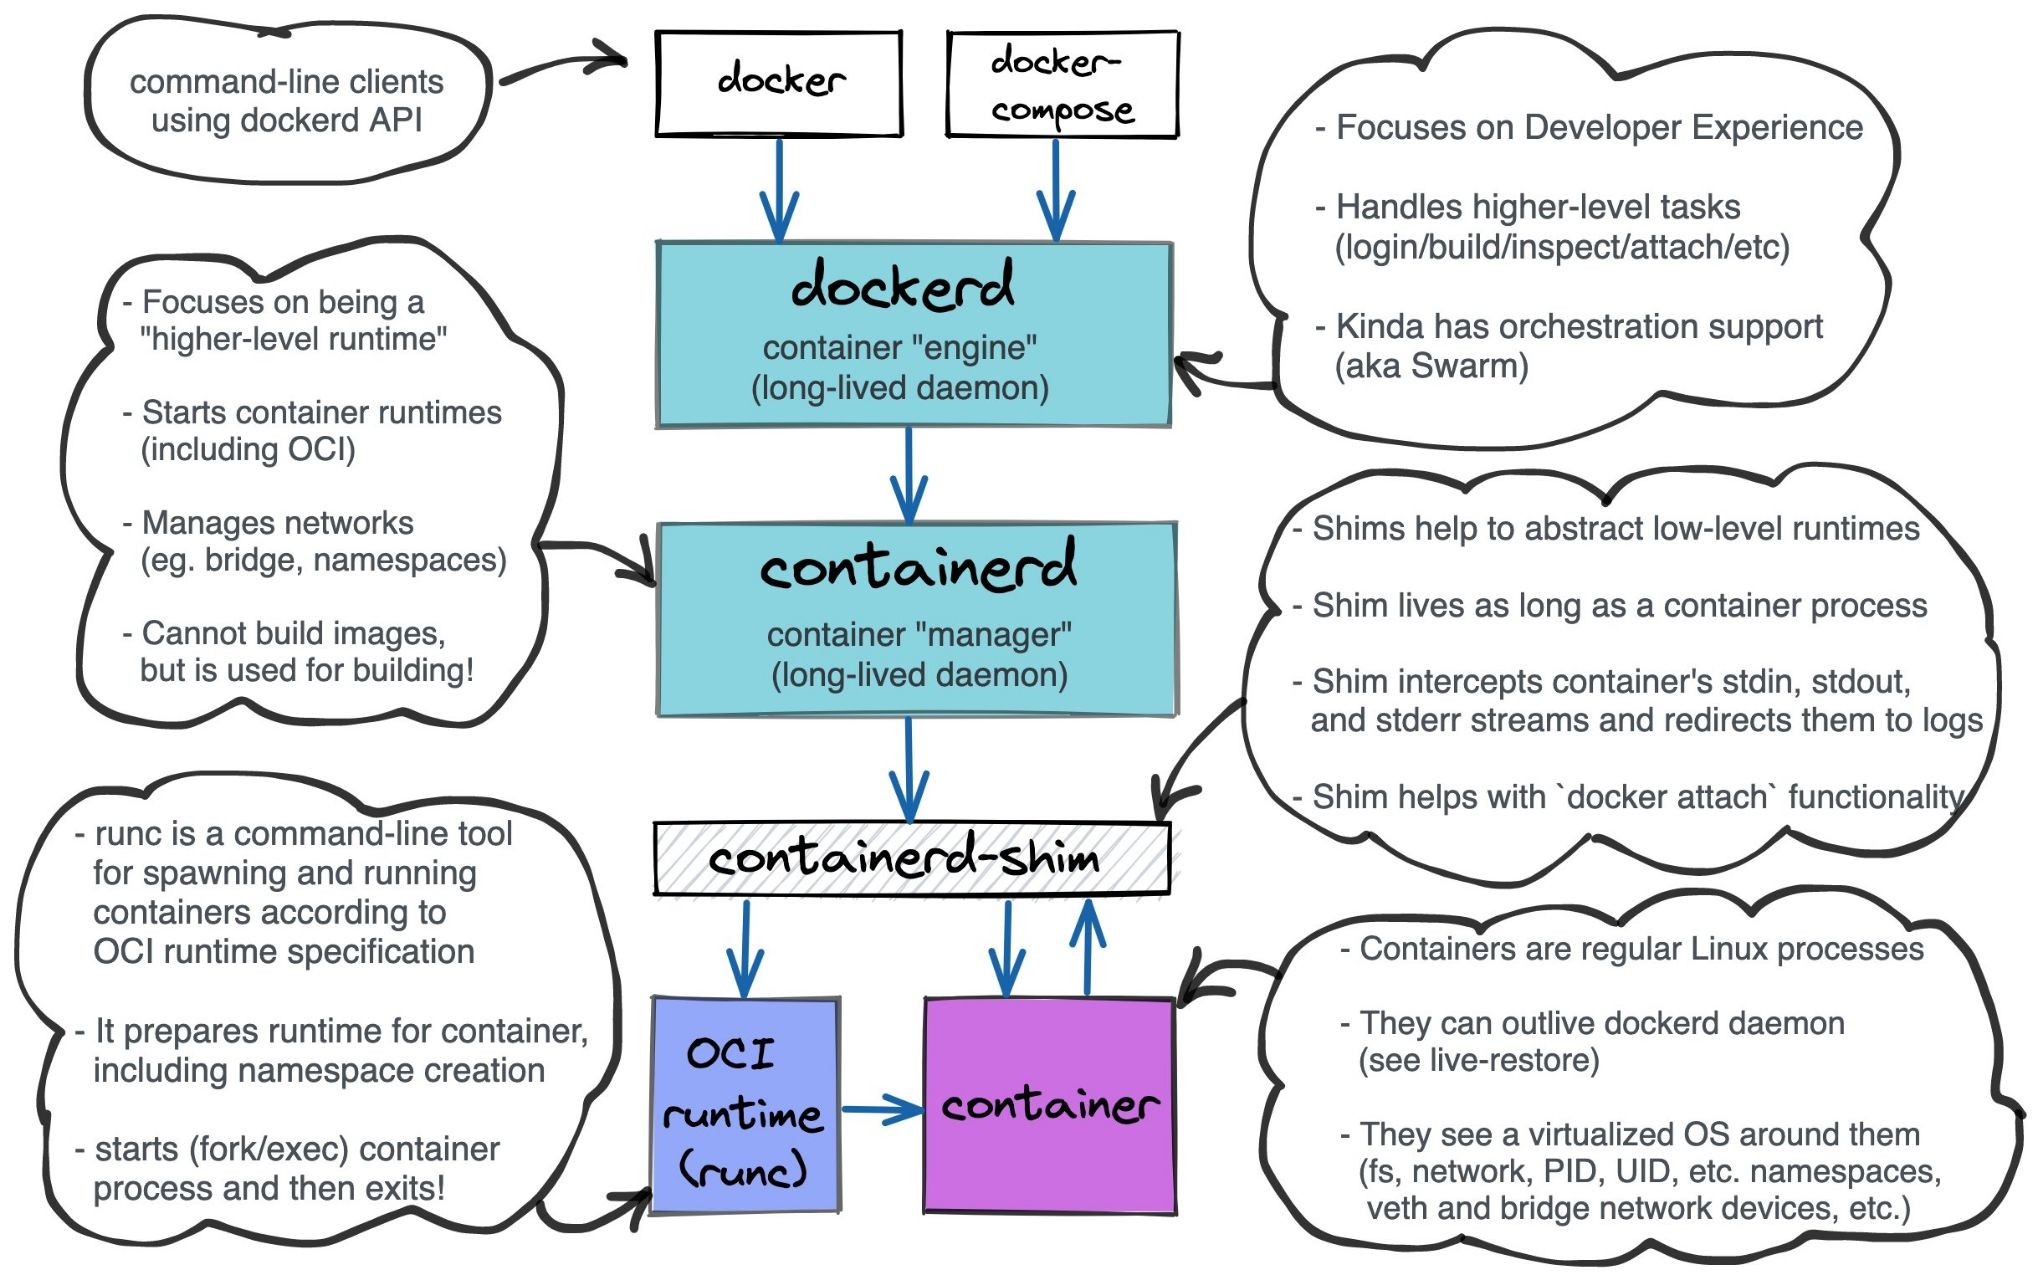 command-line clients
using dockerd API
docker
docker-
compose
- Focuses on Developer Experience
- Handles higher-level tasks
(login/build/inspect/attach/etc)
- Kinda has orchestration support
(aka Swarm)
dockerd
container "engine"
(long-lived daemon)
- Focuses on being a
"higher-level runtime"
- Starts container runtimes
(including OCI)
- Manages networks
(eg. bridge, namespaces)
- Cannot build images,
but is used for building!
containerd
container "manager"
(long-lived daemon)
- Shims help to abstract low-level runtimes
- Shim lives as long as a container process
- Shim intercepts container's stdin, stdout,
and stderr streams and redirects them to logs
- Shim helps with `docker attach` functionality
containerd-shim
- runc is a command-line tool
for spawning and running
containers according to
OCI runtime specification
- It prepares runtime for container,
including namespace creation
- starts (fork/exec) container
process and then exits!
OCI
runtime
(runc)
container
- Containers are regular Linux processes
- They can outlive dockerd daemon
(see live-restore)
- They see a virtualized OS around them
(fs, network, PID, UID, etc. namespaces,
veth and bridge network devices, etc.)